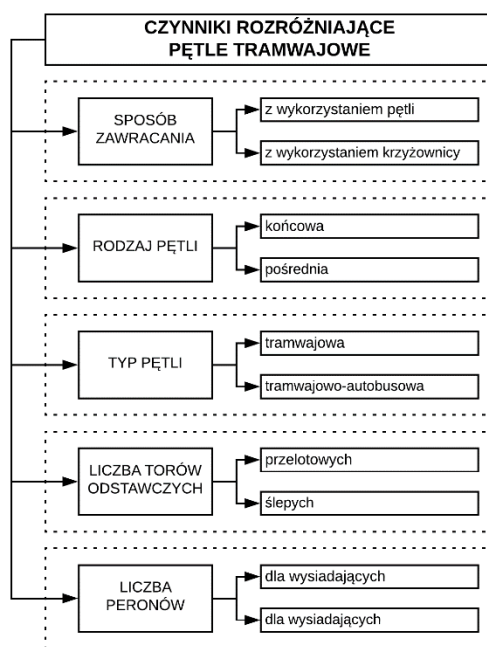 CZYNNIKI ROZRÓŻNIAJĄCE
PĘTLE TRAMWAJOWE
SPOSÓB
ZAWRACANIA
z wykorzystaniem pętli
z wykorzystaniem krzyżownicy
RODZAJ PĘTLI
końcowa
pośrednia
TYP PĘTLI
tramwajowa
tramwajowo-autobusowa
LICZBA TORÓW
ODSTAWCZYCH
przelotowych
ślepych
LICZBA
PERONÓW
dla wysiadających
dla wysiadających